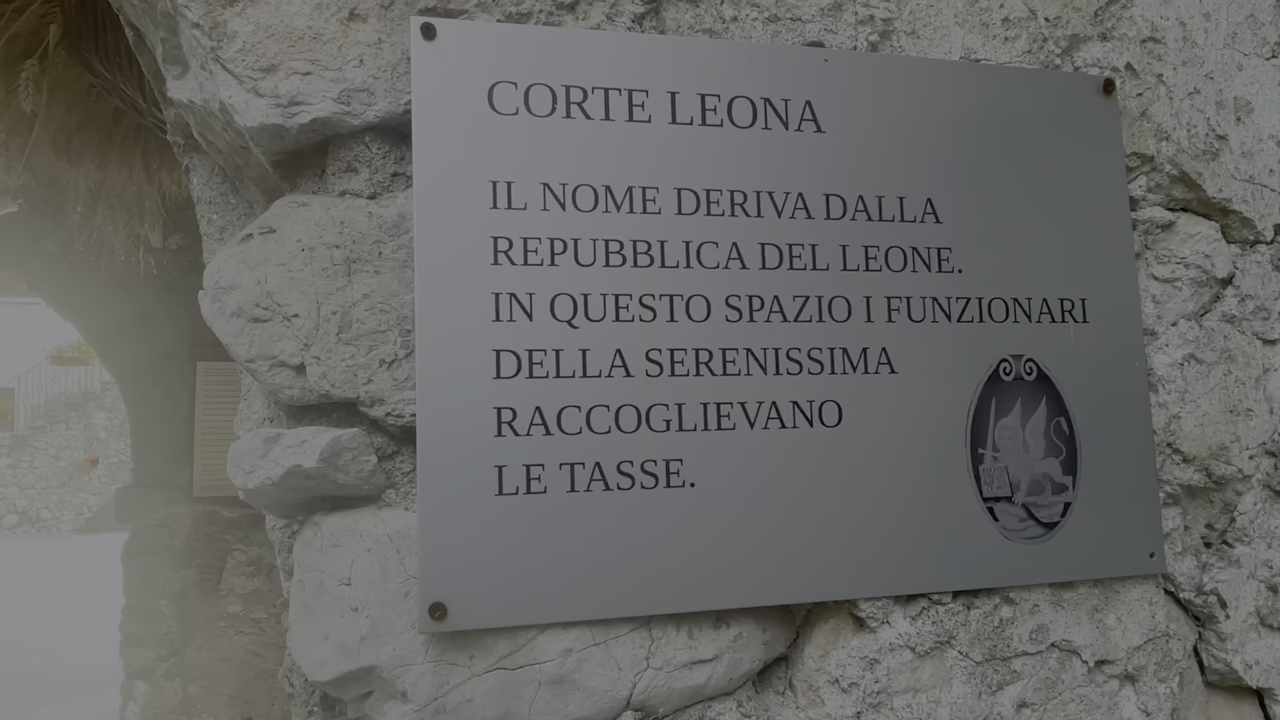 CORTE LEONA
IL NOME DERIVA DALLA
REPUBBLICA DEL LEONE.
IN QUESTO SPAZIO I FUNZIONARI
DELLA SERENISSIMA
RACCOGLIEVANO
LE TASSE.